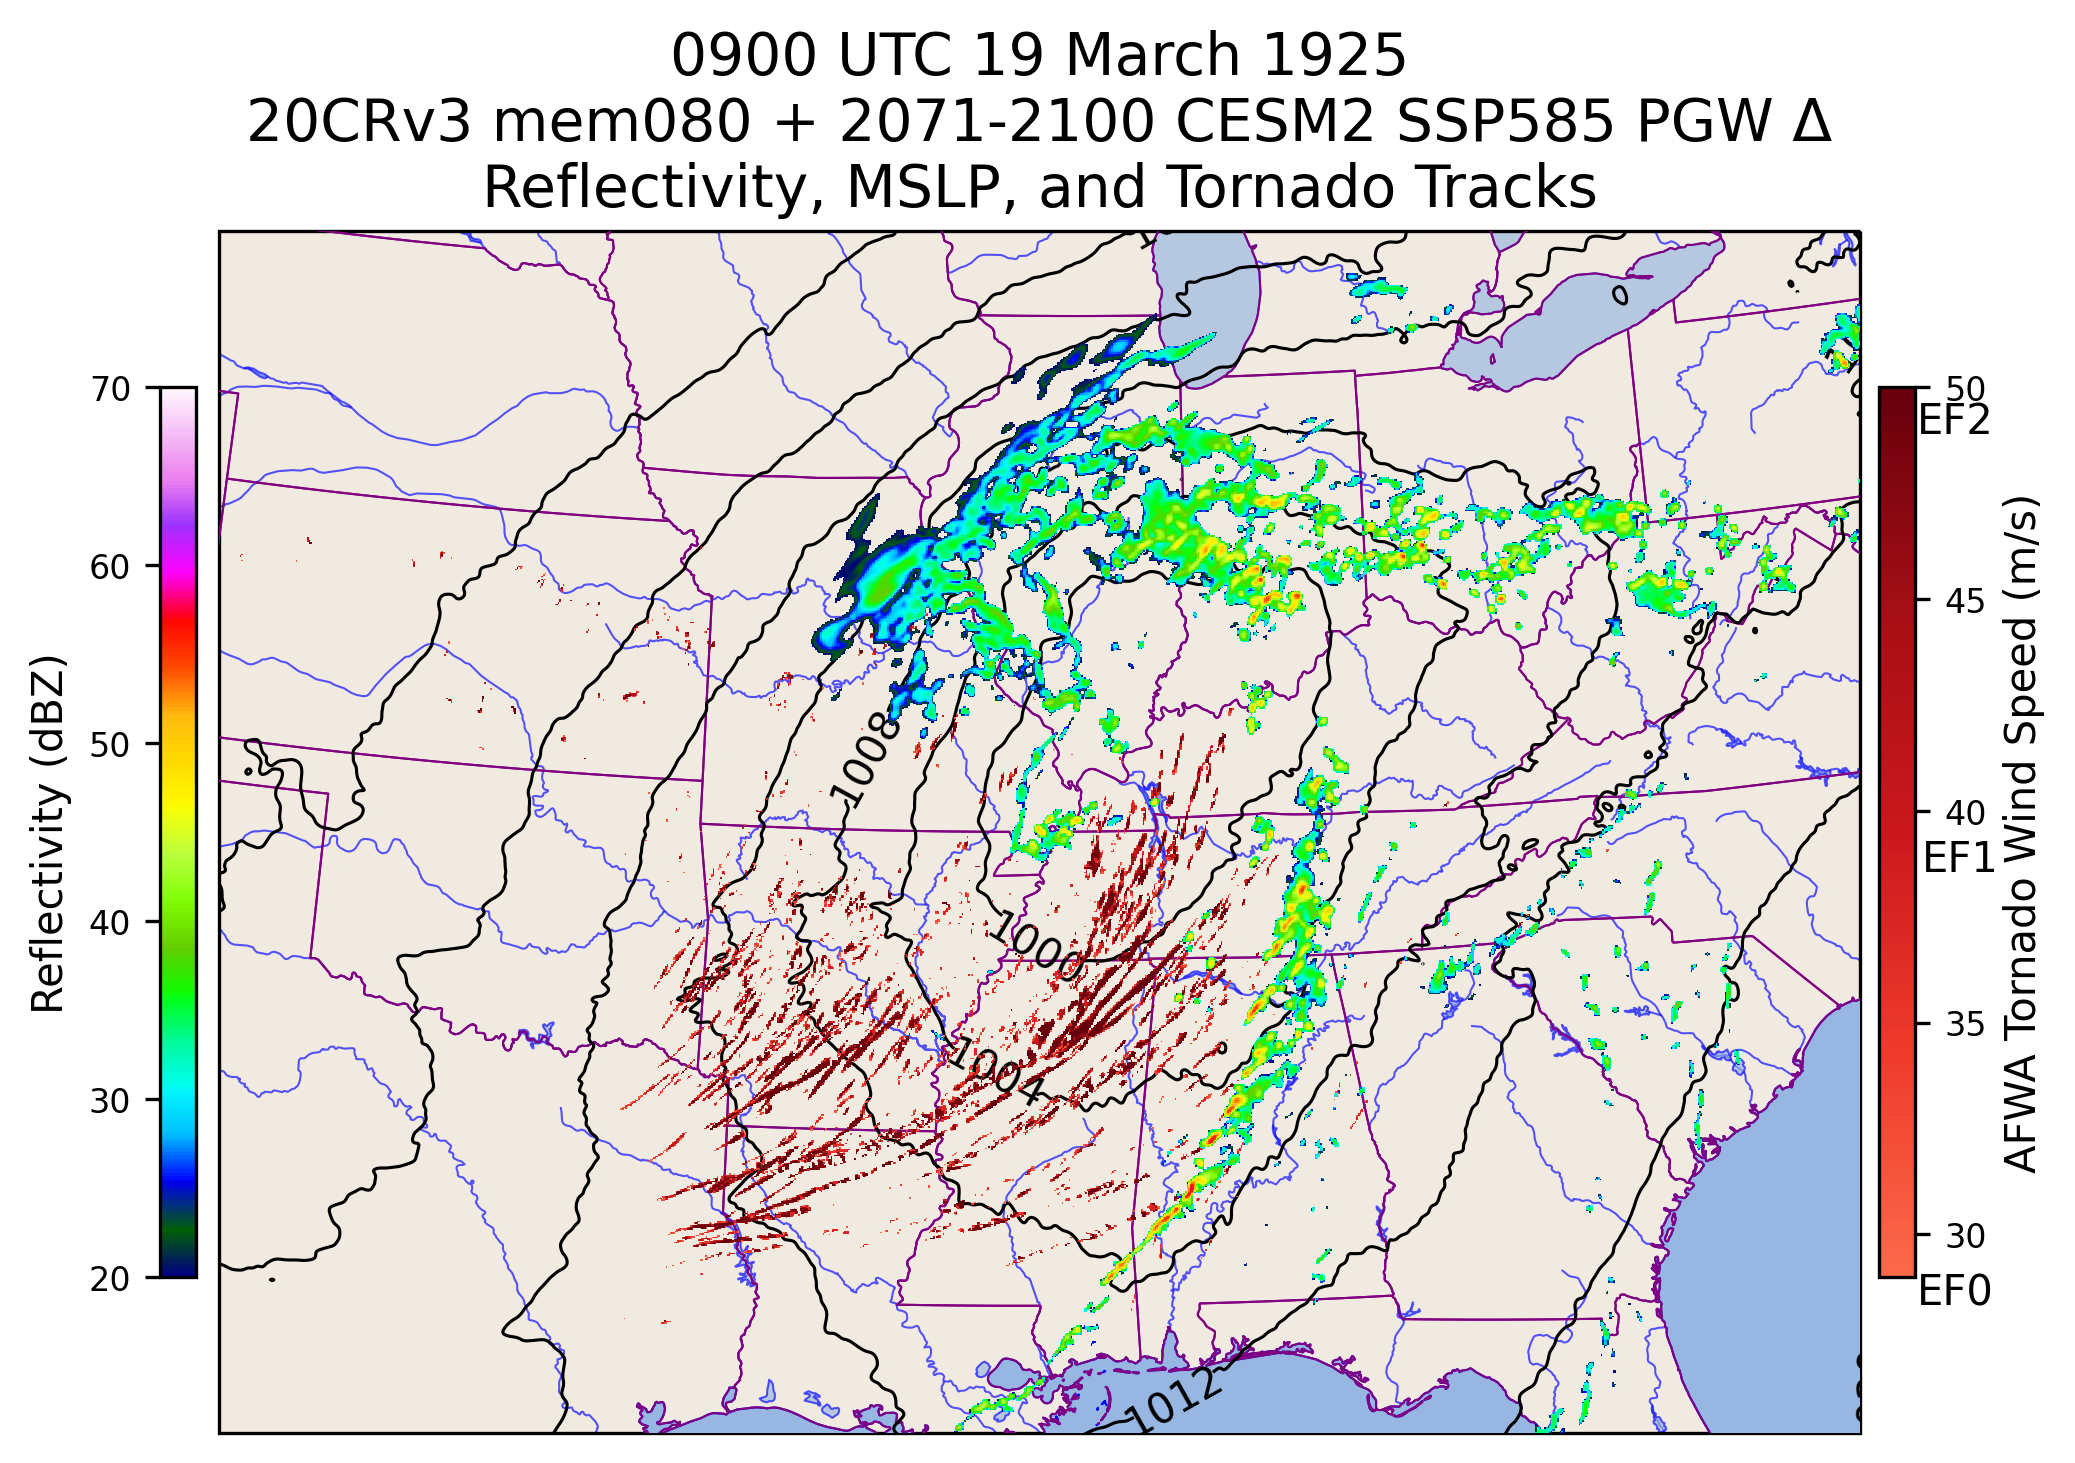 0900 UTC 19 March 1925
20CRv3 mem080 + 2071-2100 CESM2 SSP585 PGW Δ
Reflectivity, MSLP, and Tornado Tracks
Reflectivity (dBZ)
70
60
50
40
30
20
1008
1000
1004
1012
50
EF2
45
40
EF1
35
30
EF0
AFWA Tornado Wind Speed (m/s)